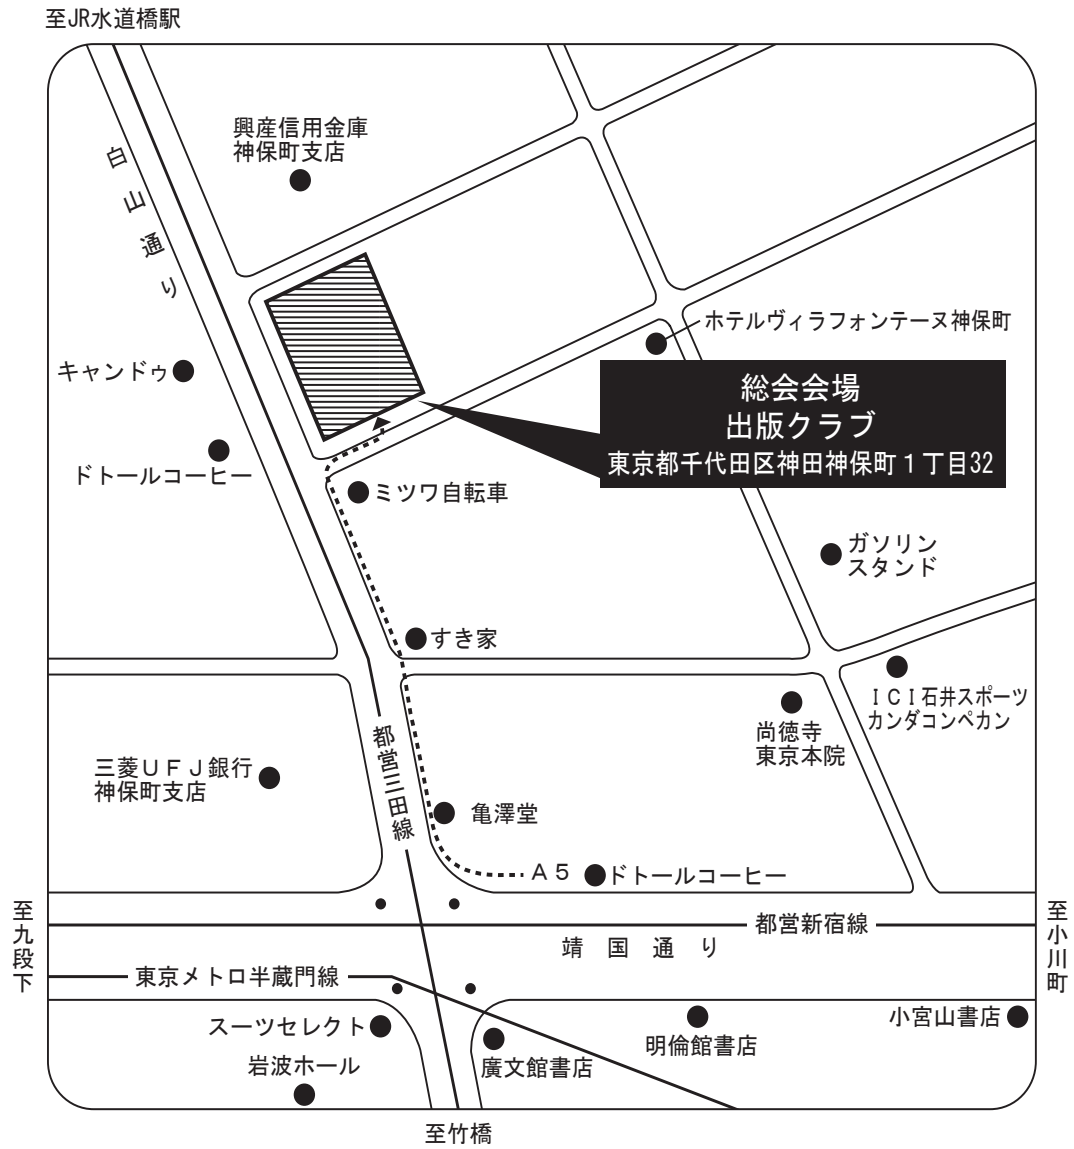 至JR水道橋駅
興産信用金庫
神保町支店
白山通り
ホテルヴィラフォンテーヌ神保町
キャンドゥ
総会会場
出版クラブ
東京都千代田区神田神保町１丁目32
ドトールコーヒー
ミツワ自転車
ガソリン
スタンド
すき家
ＩＣＩ石井スポーツ
カンダコンペカン
尚徳寺
東京本院
都営三田線
三菱ＵＦＪ銀行
神保町支店
亀澤堂
Ａ５
ドトールコーヒー
至九段下
至小川町
都営新宿線
靖国通り
東京メトロ半蔵門線
スーツセレクト
小宮山書店
明倫館書店
岩波ホール
廣文館書店
至竹橋